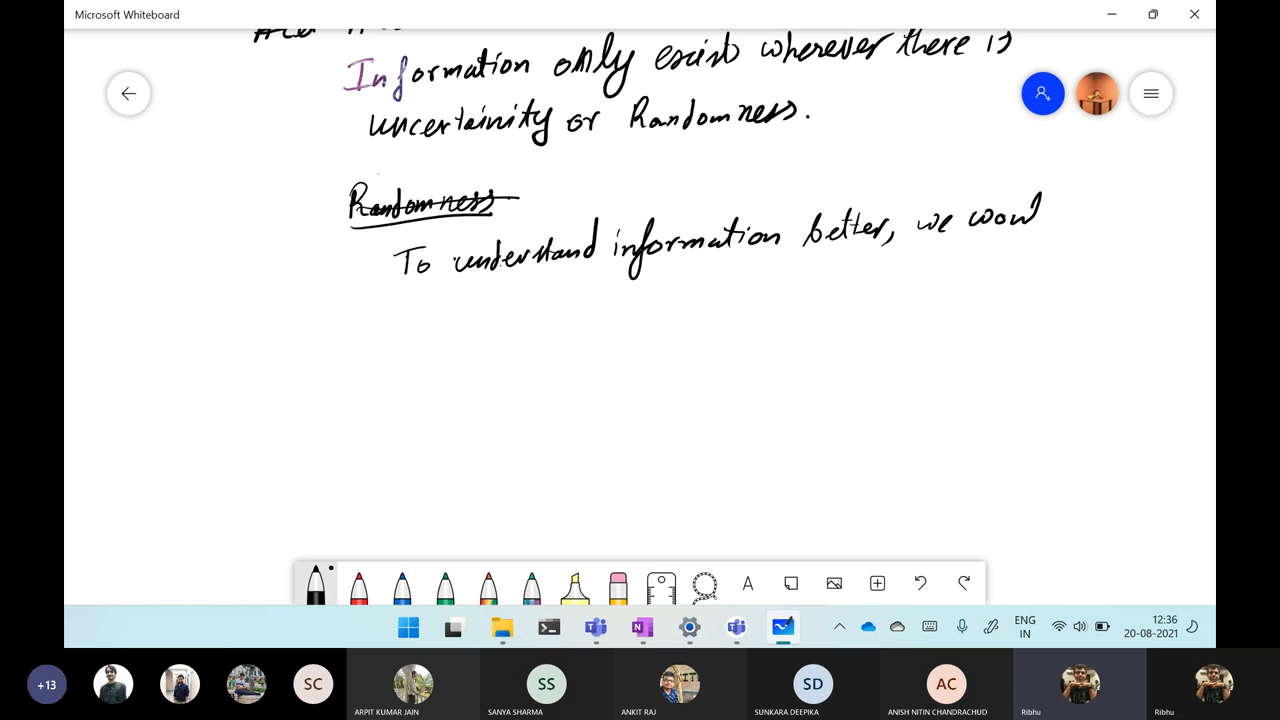 Microsoft Whiteboard
Information only exist wherever there is
uncertainity or Randomness.
Randomness
To understand information better, we woul
A
ENG
IN
12:36
20-08-2021
+13
SC
ARPIT KUMAR JAIN
SS
SANYA SHARMA
ANKIT RAJ
SD
SUNKARA DEEPIKA
AC
ANISH NITIN CHANDRACHUD
Ribhu
Ribhu